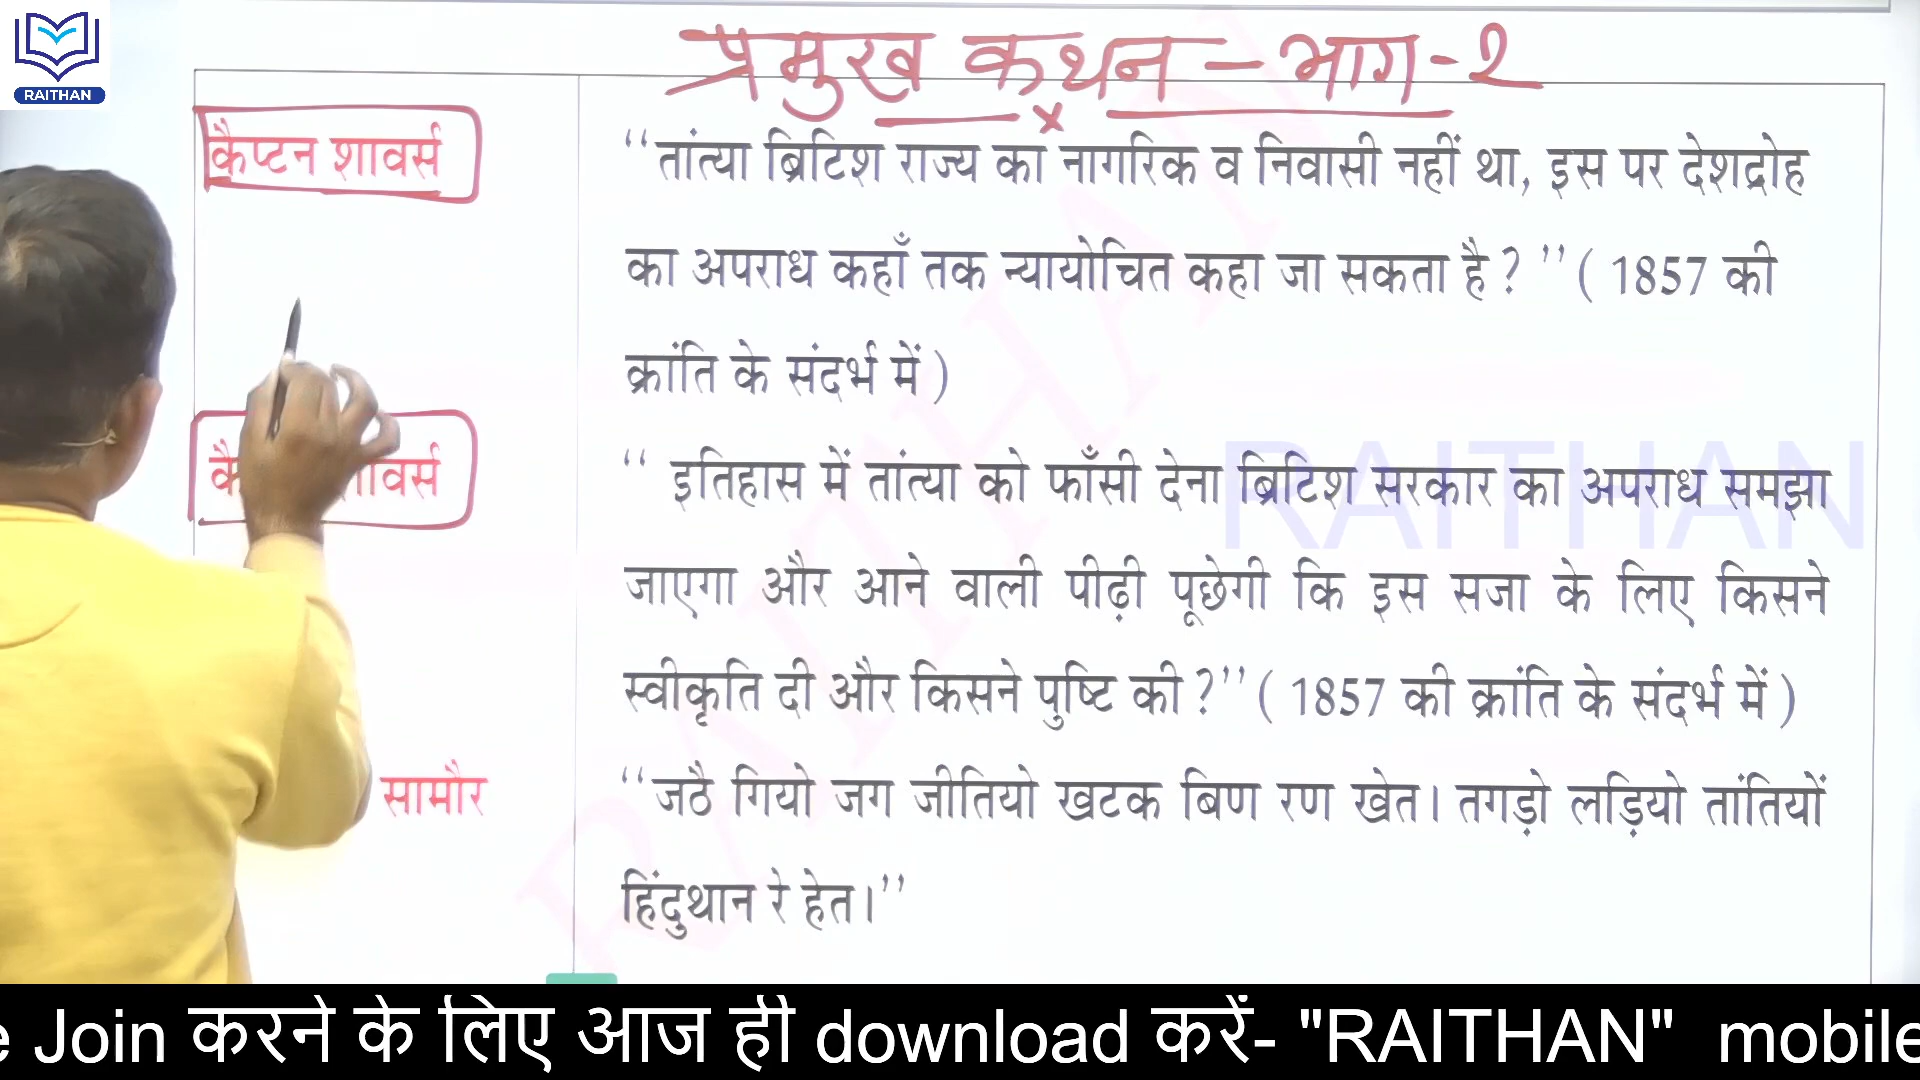 RAITHAN
प्रमुख कथन - भाग-2
कैप्टन शावर्स
‘‘तांत्या ब्रिटिश राज्य का नागरिक व निवासी नहीं था, इस पर देशद्रोह
का अपराध कहाँ तक न्यायोचित कहा जा सकता है ? ’’ ( 1857 की
क्रांति के संदर्भ में )
शावर्स
‘‘ इतिहास में तांत्या को फाँसी देना ब्रिटिश सरकार का अपराध समझा
जाएगा और आने वाली पीढ़ी पूछेगी कि इस सजा के लिए किसने
स्वीकृति दी और किसने पुष्टि की ?’’ ( 1857 की क्रांति के संदर्भ में )
RAITHAN
RAITHAN
सामौर
‘‘जठै गियो जग जीतियो खटक बिण रण खेत। तगड़ो लड़ियो तांतियों
हिंदुथान रे हेत।’’
e Join करने के लिए आज ही download करें- "RAITHAN" mobile